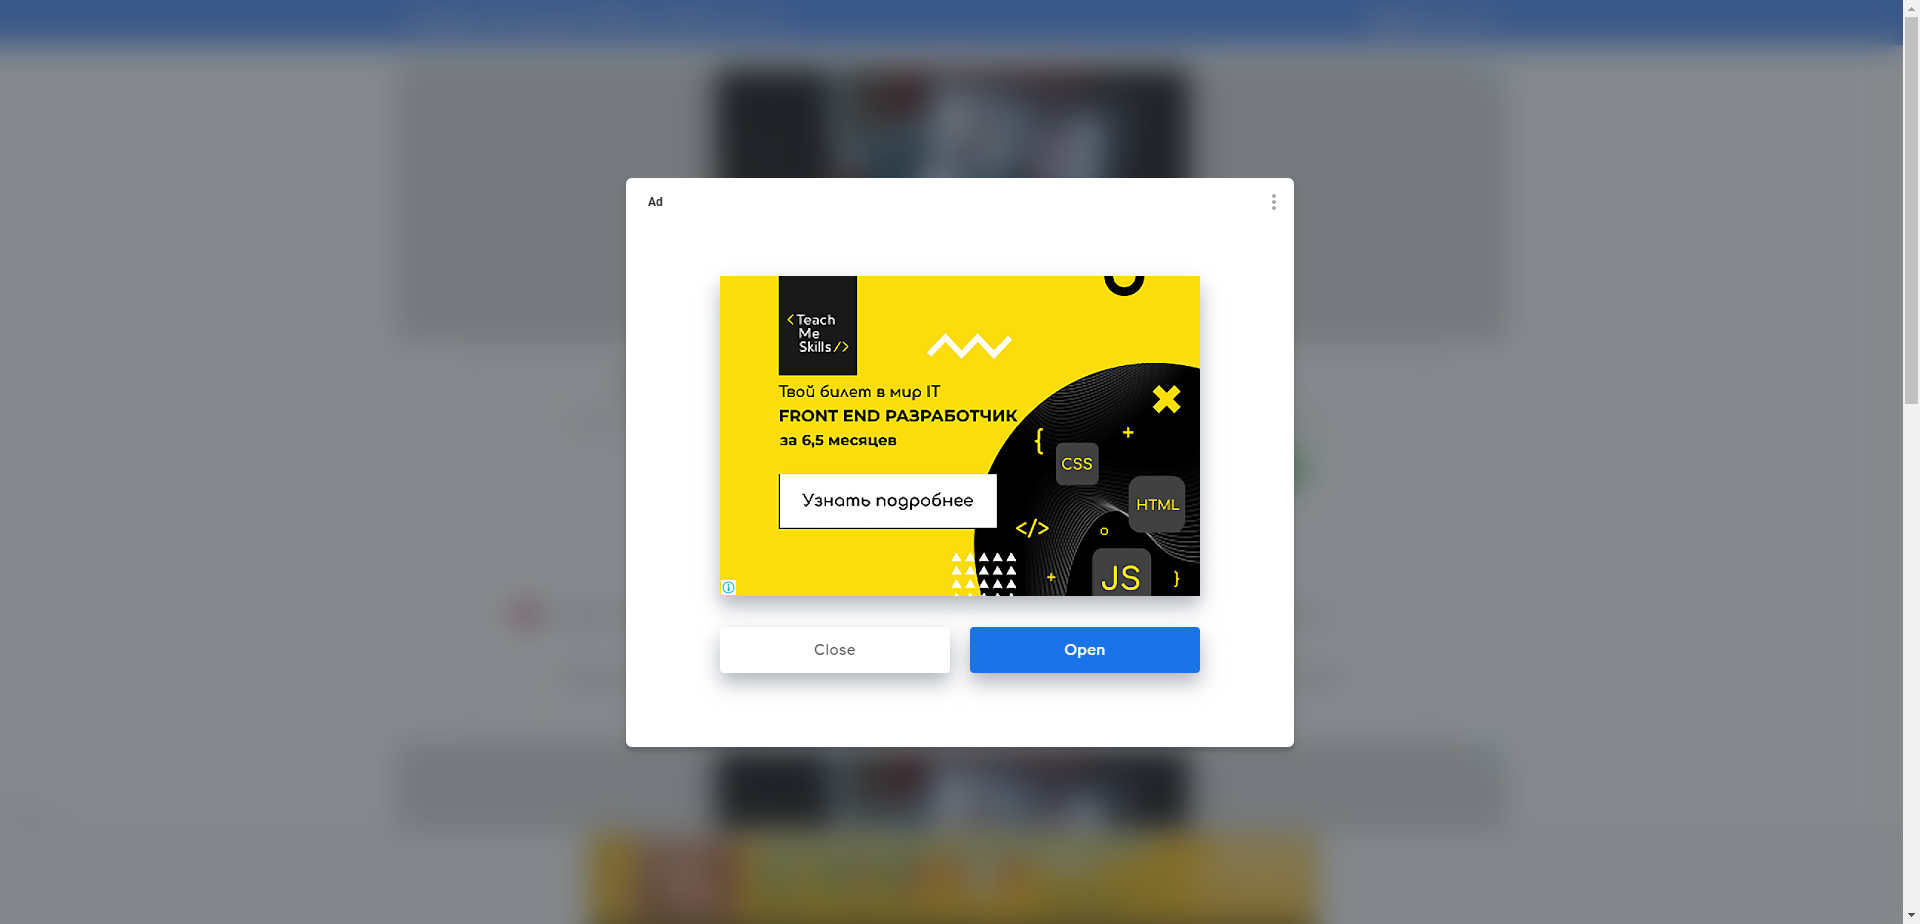 Ad
<Teach
Me
Skills/>
Твой билет в мир IT
FRONT END РАЗРАБОТЧИК
за 6,5 месяцев
Узнать подробнее
{
CSS
HTML
</>
JS
}
Close
Open